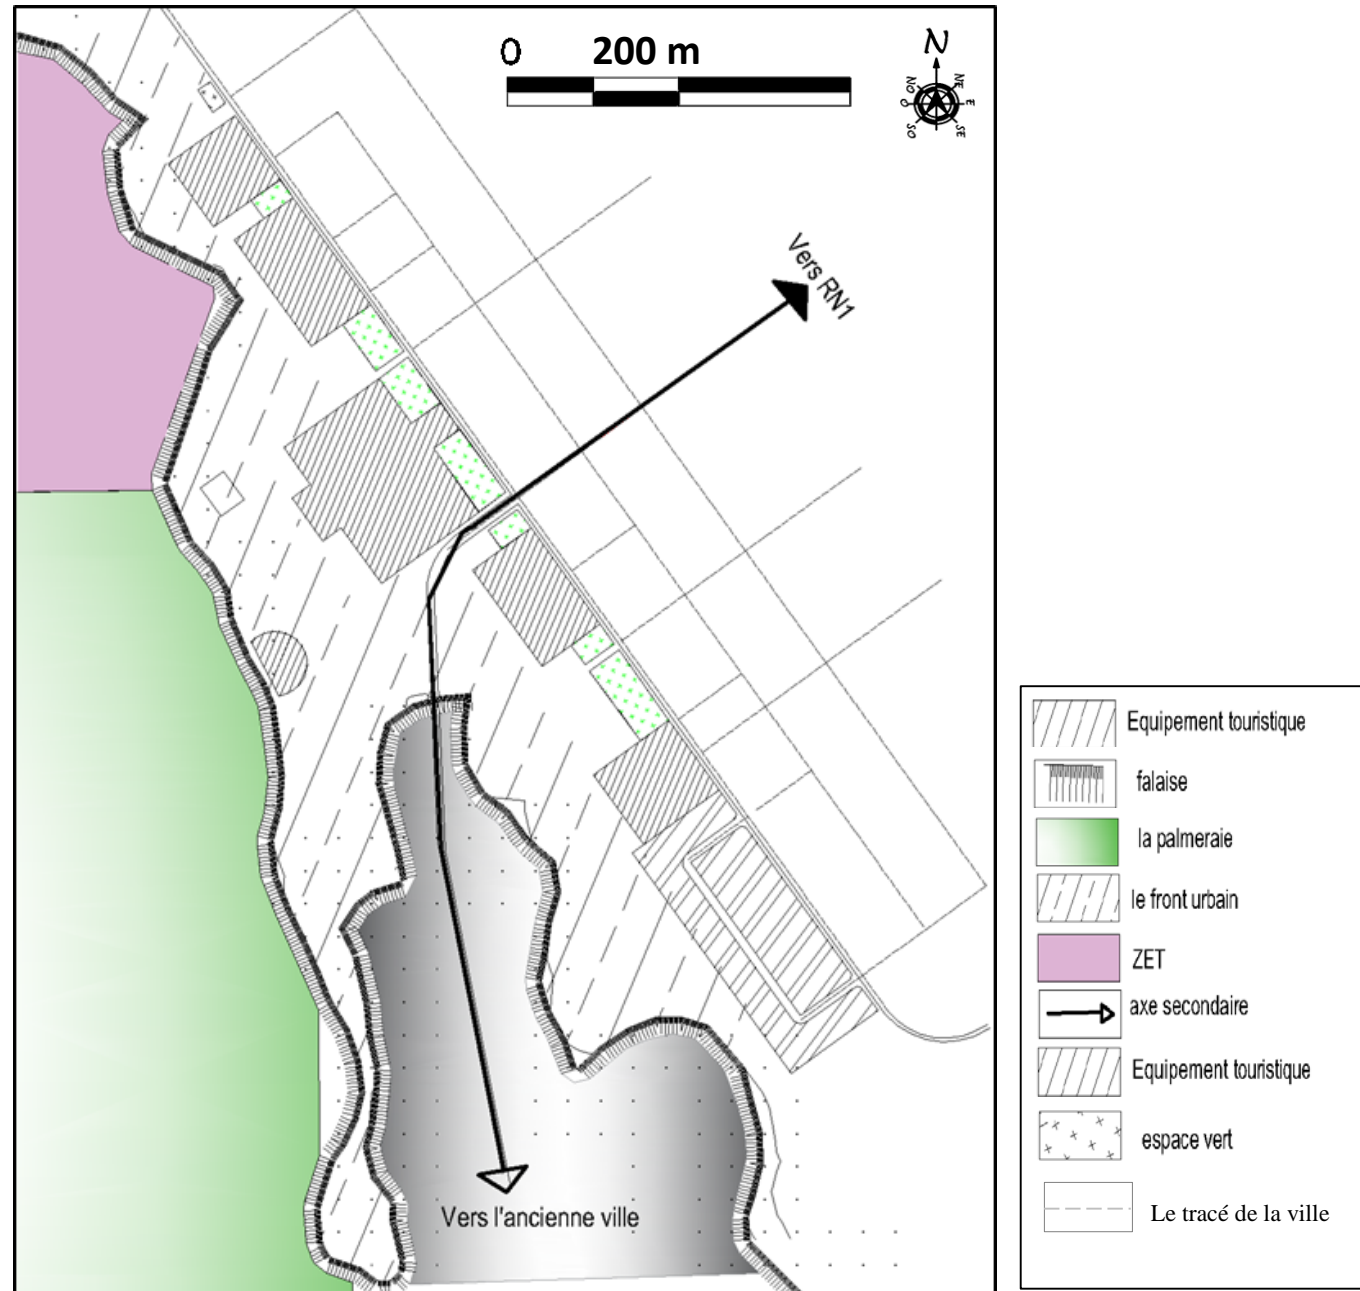 0 200 m
N
NO NE
O E
SO SE
Vers RN1
Vers l'ancienne ville
Equipement touristique
falaise
la palmeraie
le front urbain
ZET
axe secondaire
Equipement touristique
espace vert
Le tracé de la ville